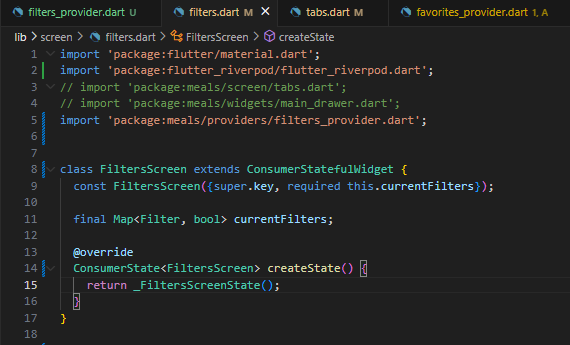 filters_provider.dart U filters.dart M X tabs.dart M favorites_provider.dart 1, A
lib > screen > filters.dart > FiltersScreen > createState
1 import 'package:flutter/material.dart';
2 import 'package:flutter_riverpod/flutter_riverpod.dart';
3 // import 'package:meals/screen/tabs.dart';
4 // import 'package:meals/widgets/main_drawer.dart';
5 import 'package:meals/providers/filters_provider.dart';
6
7
8 class FiltersScreen extends ConsumerStatefulWidget {
9 const FiltersScreen({super.key, required this.currentFilters});
10
11 final Map<Filter, bool> currentFilters;
12
13 @override
14 ConsumerState<FiltersScreen> createState() {
15 return _FiltersScreenState();
16 }
17 }
18